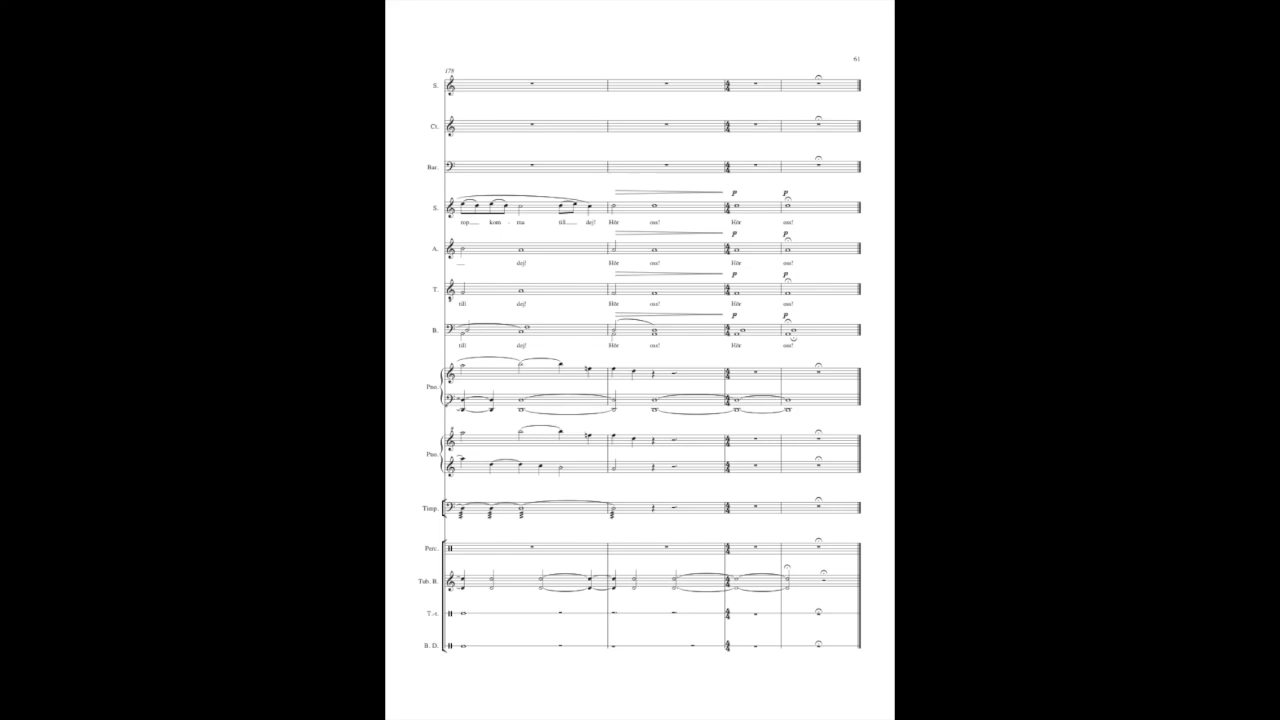 61
178
S.
Ct.
Bar.
p p
S.
rop kom - ma till dej! Hör oss! Hör oss!
p p
A.
dej! Hör oss! Hör oss!
p p
T.
till dej! Hör oss! Hör oss!
p p
B.
till dej! Hör oss! Hör oss!
Pno.
Pno.
Timp.
Perc.
Tub. B.
T.-t.
B. D.